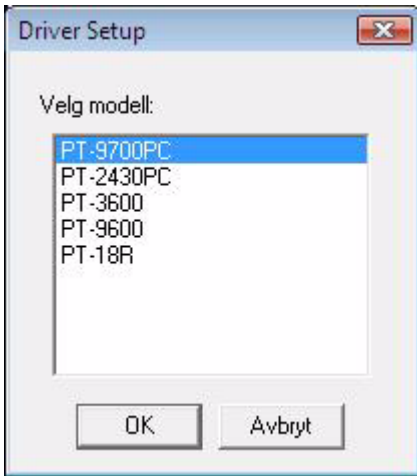 Driver Setup
Velg modell:
PT-9700PC
PT-2430PC
PT-3600
PT-9600
PT-18R
OK
Avbryt